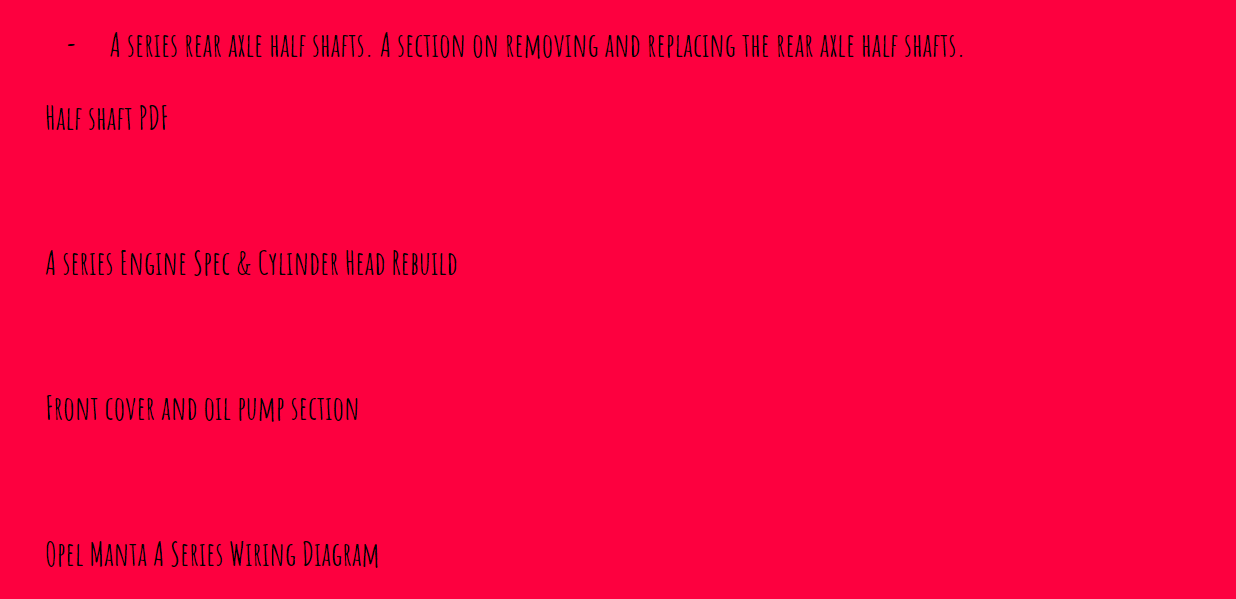 - A series rear axle half shafts. A section on removing and replacing the rear axle half shafts.
Half shaft PDF
A series Engine Spec & Cylinder Head Rebuild
Front cover and oil pump section
Opel Manta A Series Wiring Diagram